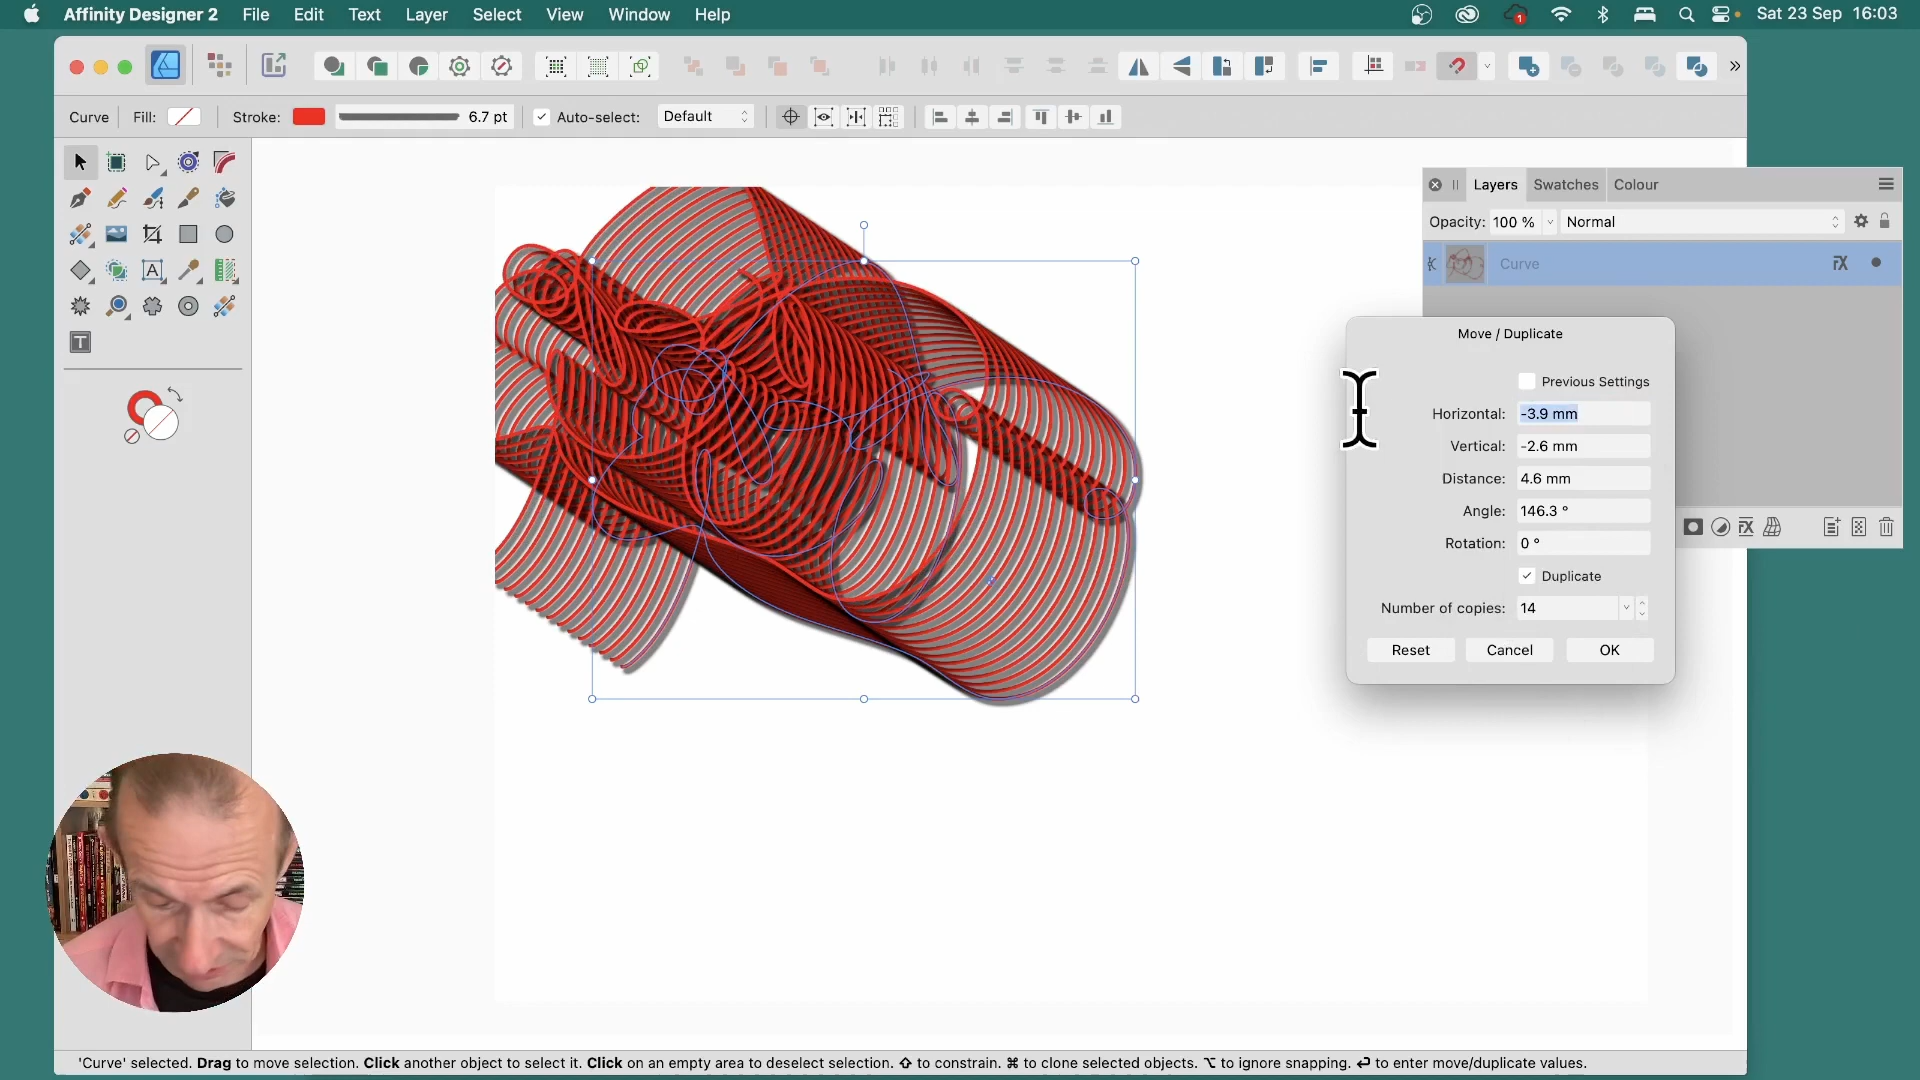 Affinity Designer 2 File Edit Text Layer Select View Window Help 1 Sat 23 Sep 16:03
Curve Fill: Stroke: 6.7 pt Auto-select: Default
Layers Swatches Colour
Opacity: 100 % Normal
Curve
Move / Duplicate
Previous Settings
Horizontal: -3.9 mm
Vertical: -2.6 mm
Distance: 4.6 mm
Angle: 146.3 °
Rotation: 0 °
Duplicate
Number of copies: 14
Reset Cancel OK
'Curve' selected. Drag to move selection. Click another object to select it. Click on an empty area to deselect selection. ⇧ to constrain. ⌘ to clone selected objects. ⌥ to ignore snapping. ↩ to enter move/duplicate values.